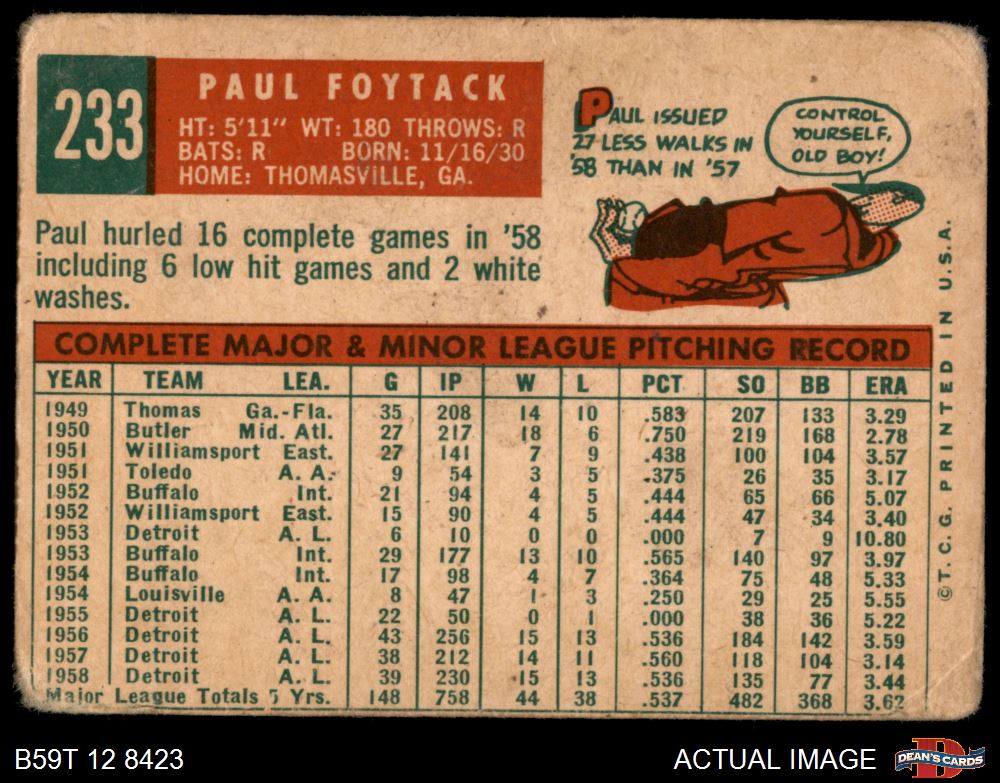 233
PAUL FOYTACK
HT: 5'11" WT: 180 THROWS: R
BATS: R BORN: 11/16/30
HOME: THOMASVILLE, GA.
Paul hurled 16 complete games in '58
including 6 low hit games and 2 white
washes.
PAUL ISSUED
27 LESS WALKS IN
'58 THAN IN '57
CONTROL
YOURSELF,
OLD BOY!
COMPLETE MAJOR & MINOR LEAGUE PITCHING RECORD
YEAR TEAM LEA. G IP W L PCT SO BB ERA
1949 Thomas Ga.-Fla. 35 208 14 10 .583 207 133 3.29
1950 Butler Mid. Atl. 27 217 18 6 .750 219 168 2.78
1951 Williamsport East. 27 141 7 9 .438 100 104 3.57
1951 Toledo A. A. 9 54 3 5 .375 26 35 3.17
1952 Buffalo Int. 21 94 4 5 .444 65 66 5.07
1952 Williamsport East. 15 90 4 5 .444 47 34 3.40
1953 Detroit A. L. 6 10 0 0 .000 7 9 10.80
1953 Buffalo Int. 29 177 13 10 .565 140 97 3.97
1954 Buffalo Int. 17 98 4 7 .364 75 48 5.33
1954 Louisville A. A. 8 47 1 3 .250 29 25 5.55
1955 Detroit A. L. 22 50 0 1 .000 38 36 5.22
1956 Detroit A. L. 43 256 15 13 .536 184 142 3.59
1957 Detroit A. L. 38 212 14 11 .560 118 104 3.14
1958 Detroit A. L. 39 230 15 13 .536 135 77 3.44
Major League Totals 5 Yrs. 148 758 44 38 .537 482 368 3.62
© T. C. G. PRINTED IN U.S.A.
B59T 12 8423
ACTUAL IMAGE
D
DEAN'S CARDS